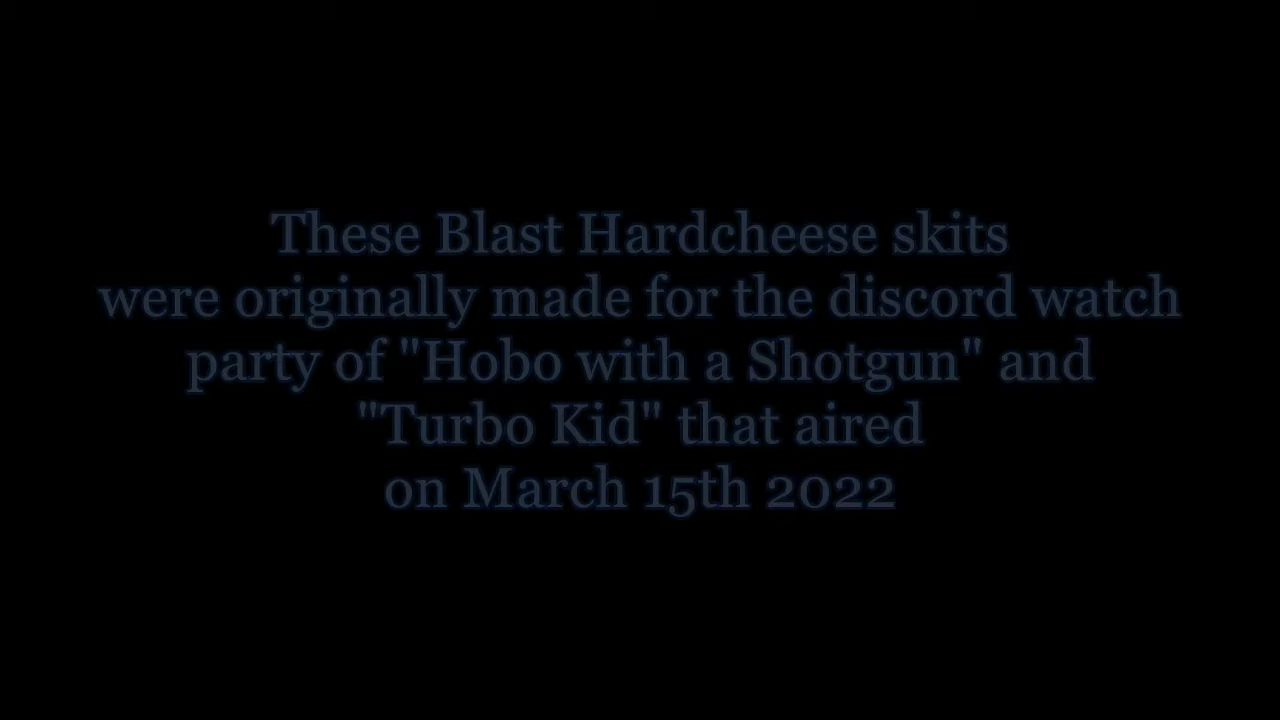 These Blast Hardcheese skits
were originally made for the discord watch
party of "Hobo with a Shotgun" and
"Turbo Kid" that aired
on March 15th 2022